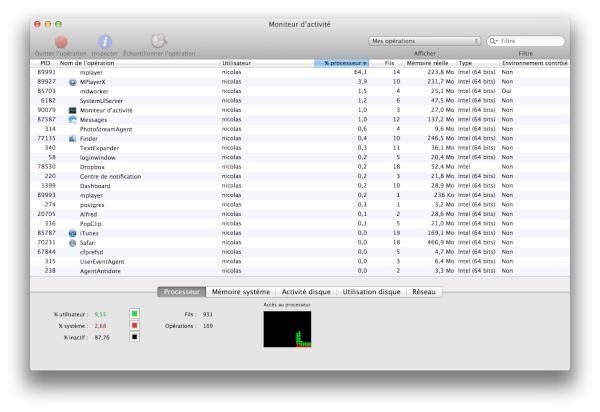 Moniteur d'activité
Mes opérations
Filtre
Quitter l'opération Inspecter Échantillonner l'opération Afficher Filtre
PID Nom de l'opération Utilisateur % processeur Fils Mémoire réelle Type Environnement contrôlé
89991 mplayer nicolas 64,1 14 223,8 Mo Intel (64 bits) Non
89927 MPlayerX nicolas 3,9 10 231,7 Mo Intel (64 bits) Non
85703 mdworker nicolas 1,5 4 25,1 Mo Intel (64 bits) Oui
6182 SystemUIServer nicolas 1,2 6 47,5 Mo Intel (64 bits) Non
90079 Moniteur d'activité nicolas 1,0 3 27,0 Mo Intel (64 bits) Non
87587 Messages nicolas 1,0 12 137,2 Mo Intel (64 bits) Non
314 PhotoStreamAgent nicolas 0,6 4 9,6 Mo Intel (64 bits) Non
77135 Finder nicolas 0,4 10 246,5 Mo Intel (64 bits) Non
340 TextExpander nicolas 0,3 11 36,1 Mo Intel (64 bits) Non
58 loginwindow nicolas 0,2 5 20,4 Mo Intel (64 bits) Non
78530 Dropbox nicolas 0,2 18 52,4 Mo Intel Non
220 Centre de notification nicolas 0,2 3 21,8 Mo Intel (64 bits) Non
1399 Dashboard nicolas 0,2 10 28,9 Mo Intel (64 bits) Non
89993 mplayer nicolas 0,2 1 236 Ko Intel (64 bits) Non
274 postgres nicolas 0,1 1 3,2 Mo Intel (64 bits) Non
20705 Alfred nicolas 0,1 2 28,6 Mo Intel (64 bits) Non
336 PopClip nicolas 0,1 5 21,0 Mo Intel (64 bits) Non
85787 iTunes nicolas 0,0 19 169,1 Mo Intel (64 bits) Non
70231 Safari nicolas 0,0 18 466,9 Mo Intel (64 bits) Non
67844 cfprefsd nicolas 0,0 5 4,7 Mo Intel (64 bits) Non
315 UserEventAgent nicolas 0,0 3 6,4 Mo Intel (64 bits) Non
238 AgentAntidote nicolas 0,0 2 3,3 Mo Intel (64 bits) Non
Processeur Mémoire système Activité disque Utilisation disque Réseau
Accès au processeur
% utilisateur : 9,55 Fils : 931
% système : 2,68 Opérations : 169
% inactif : 87,76